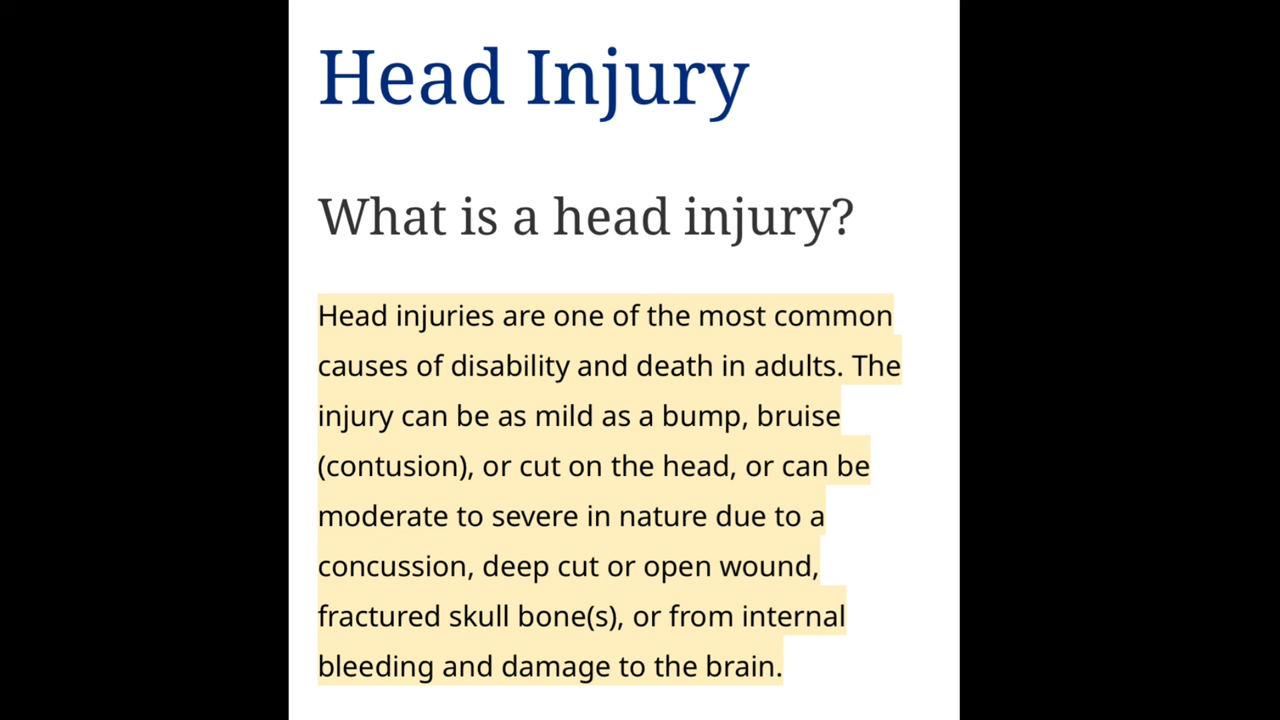 Head Injury
What is a head injury?
Head injuries are one of the most common
causes of disability and death in adults. The
injury can be as mild as a bump, bruise
(contusion), or cut on the head, or can be
moderate to severe in nature due to a
concussion, deep cut or open wound,
fractured skull bone(s), or from internal
bleeding and damage to the brain.